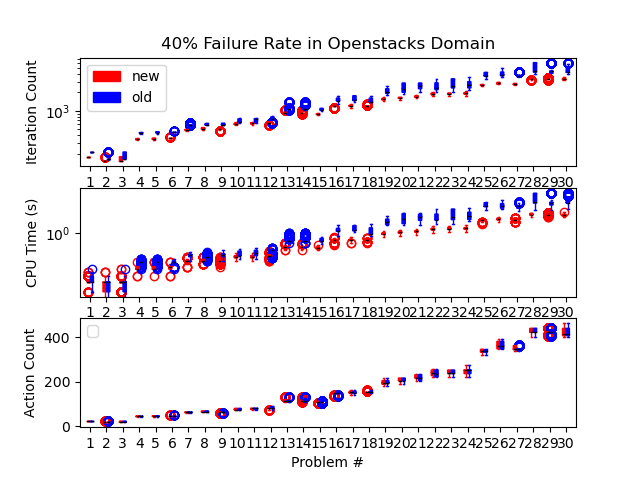 40% Failure Rate in Openstacks Domain
Iteration Count
10³
new
old
1 2 3 4 5 6 7 8 9 10 11 12 13 14 15 16 17 18 19 20 21 22 23 24 25 26 27 28 29 30
CPU Time (s)
10⁰
1 2 3 4 5 6 7 8 9 10 11 12 13 14 15 16 17 18 19 20 21 22 23 24 25 26 27 28 29 30
Action Count
400
200
0
1 2 3 4 5 6 7 8 9 10 11 12 13 14 15 16 17 18 19 20 21 22 23 24 25 26 27 28 29 30
Problem #